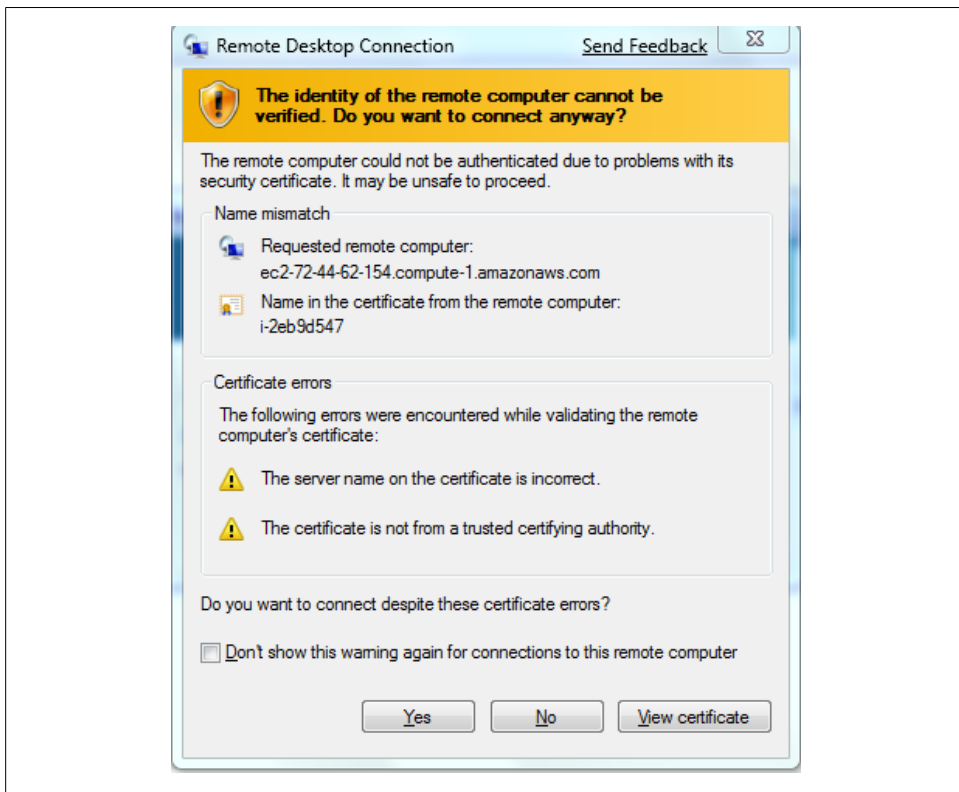 Remote Desktop Connection
Send Feedback
The identity of the remote computer cannot be
verified. Do you want to connect anyway?
The remote computer could not be authenticated due to problems with its
security certificate. It may be unsafe to proceed.
Name mismatch
Requested remote computer:
ec2-72-44-62-154.compute-1.amazonaws.com
Name in the certificate from the remote computer:
i-2eb9d547
Certificate errors
The following errors were encountered while validating the remote
computer's certificate:
The server name on the certificate is incorrect.
The certificate is not from a trusted certifying authority.
Do you want to connect despite these certificate errors?
Don't show this warning again for connections to this remote computer
Yes
No
View certificate